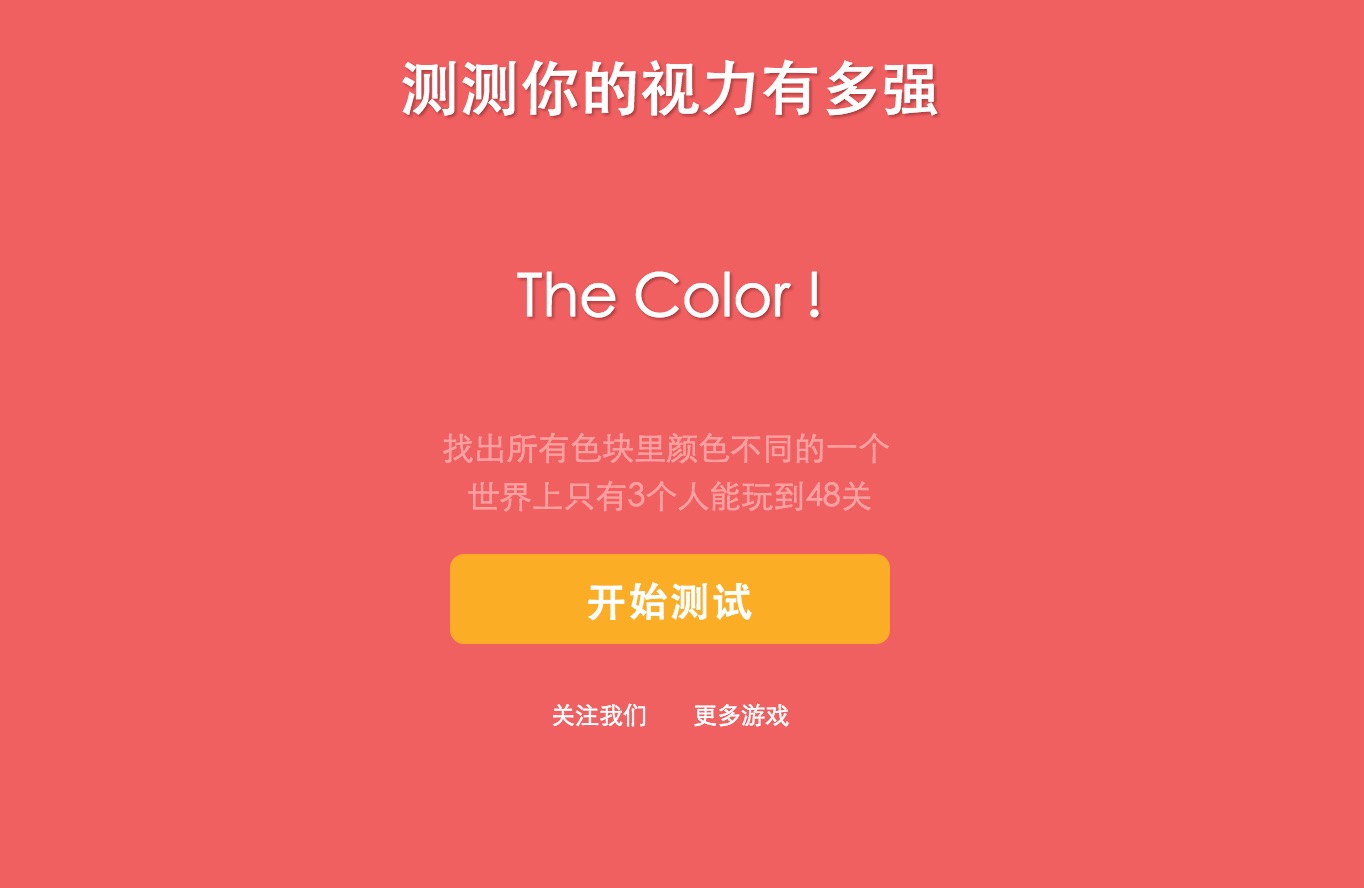 测测你的视力有多强
The Color !
找出所有色块里颜色不同的一个
世界上只有3个人能玩到48关
开始测试
关注我们 更多游戏